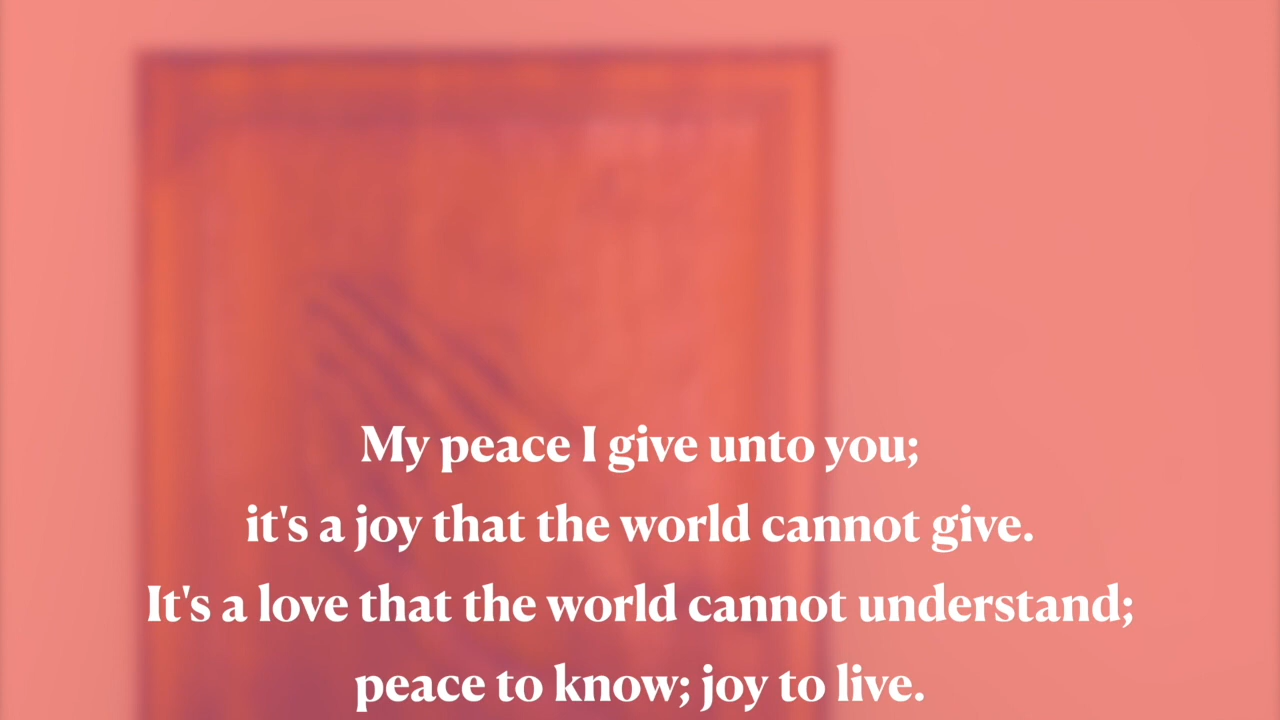 My peace I give unto you;
it's a joy that the world cannot give.
It's a love that the world cannot understand;
peace to know; joy to live.